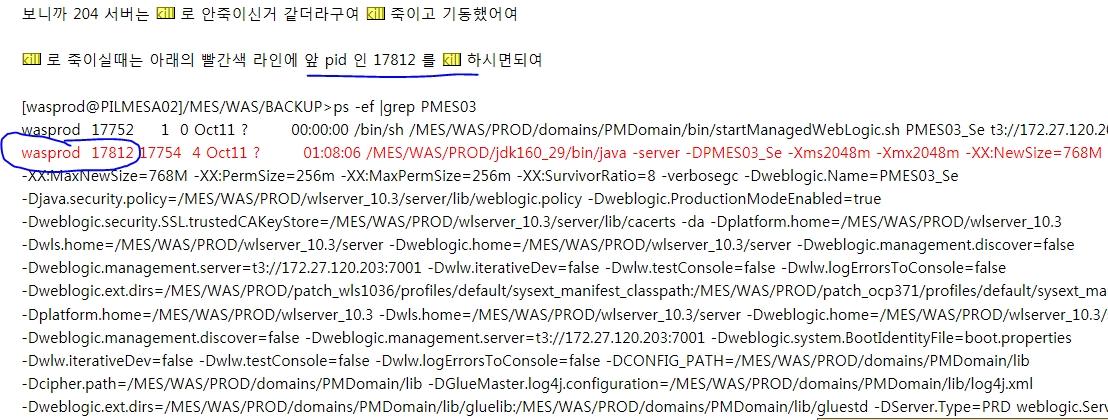 보니까 204 서버는 kill 로 안죽이신거 같더라구여 kill 죽이고 기동했어여
kill 로 죽이실때는 아래의 빨간색 라인에 앞 pid 인 17812 를 kill 하시면되여
[wasprod@PILMESA02]/MES/WAS/BACKUP>ps -ef |grep PMES03
wasprod 17752 1 0 Oct11 ? 00:00:00 /bin/sh /MES/WAS/PROD/domains/PMDomain/bin/startManagedWebLogic.sh PMES03_Se t3://172.27.120.20
wasprod 17812 17754 4 Oct11 ? 01:08:06 /MES/WAS/PROD/jdk160_29/bin/java -server -DPMES03_Se -Xms2048m -Xmx2048m -XX:NewSize=768M
-XX:MaxNewSize=768M -XX:PermSize=256m -XX:MaxPermSize=256m -XX:SurvivorRatio=8 -verbosegc -Dweblogic.Name=PMES03_Se
-Djava.security.policy=/MES/WAS/PROD/wlserver_10.3/server/lib/weblogic.policy -Dweblogic.ProductionModeEnabled=true
-Dweblogic.security.SSL.trustedCAKeyStore=/MES/WAS/PROD/wlserver_10.3/server/lib/cacerts -da -Dplatform.home=/MES/WAS/PROD/wlserver_10.3
-Dwls.home=/MES/WAS/PROD/wlserver_10.3/server -Dweblogic.home=/MES/WAS/PROD/wlserver_10.3/server -Dweblogic.management.discover=false
-Dweblogic.management.server=t3://172.27.120.203:7001 -Dwlw.iterativeDev=false -Dwlw.testConsole=false -Dwlw.logErrorsToConsole=false
-Dweblogic.ext.dirs=/MES/WAS/PROD/patch_wls1036/profiles/default/sysext_manifest_classpath:/MES/WAS/PROD/patch_ocp371/profiles/default/sysext_ma
-Dplatform.home=/MES/WAS/PROD/wlserver_10.3 -Dwls.home=/MES/WAS/PROD/wlserver_10.3/server -Dweblogic.home=/MES/WAS/PROD/wlserver_10.3/
-Dweblogic.management.discover=false -Dweblogic.management.server=t3://172.27.120.203:7001 -Dweblogic.system.BootIdentityFile=boot.properties
-Dwlw.iterativeDev=false -Dwlw.testConsole=false -Dwlw.logErrorsToConsole=false -DCONFIG_PATH=/MES/WAS/PROD/domains/PMDomain/lib
-Dcipher.path=/MES/WAS/PROD/domains/PMDomain/lib -DGlueMaster.log4j.configuration=/MES/WAS/PROD/domains/PMDomain/lib/log4j.xml
-Dweblogic.ext.dirs=/MES/WAS/PROD/domains/PMDomain/lib/gluelib:/MES/WAS/PROD/domains/PMDomain/lib/gluestd -DServer.Type=PRD weblogic.Serv